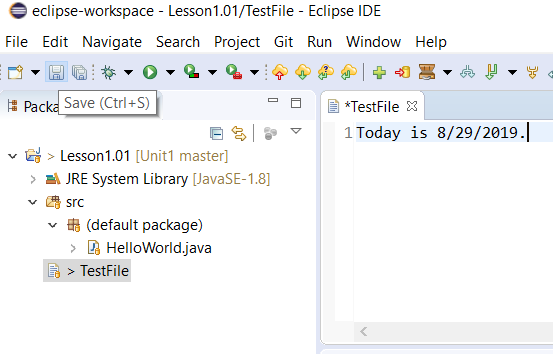 eclipse-workspace - Lesson1.01/TestFile - Eclipse IDE
File Edit Navigate Search Project Git Run Window Help
Save (Ctrl+S)
*TestFile
1 Today is 8/29/2019.
> Lesson1.01 [Unit1 master]
JRE System Library [JavaSE-1.8]
src
(default package)
HelloWorld.java
> TestFile